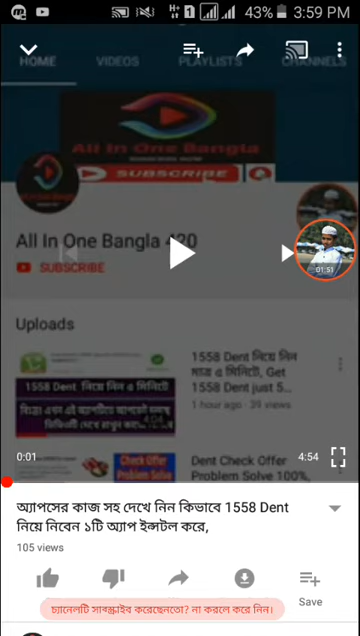 43% 3:59 PM
HOME VIDEOS PLAYLISTS CHANNELS
All In One Bangla
SUBSCRIBE
All In One Bangla 420
SUBSCRIBE
01:51
Uploads
1558 Dent নিয়ে নিন
মাত্র ৫ মিনিটে, Get
1558 Dent just 5...
1 hour ago · 39 views
1558 Dent নিয়ে নিন ৫ মিনিটে
4:04
Check Offer
Problem Solve
Dent Check Offer
Problem Solve 100%,
0:01 4:54
অ্যাপসের কাজ সহ দেখে নিন কিভাবে 1558 Dent
নিয়ে নিবেন ১টি অ্যাপ ইন্সটল করে,
105 views
Save
চ্যানেলটি সাবস্ক্রাইব করেছেনতো? না করলে করে নিন।